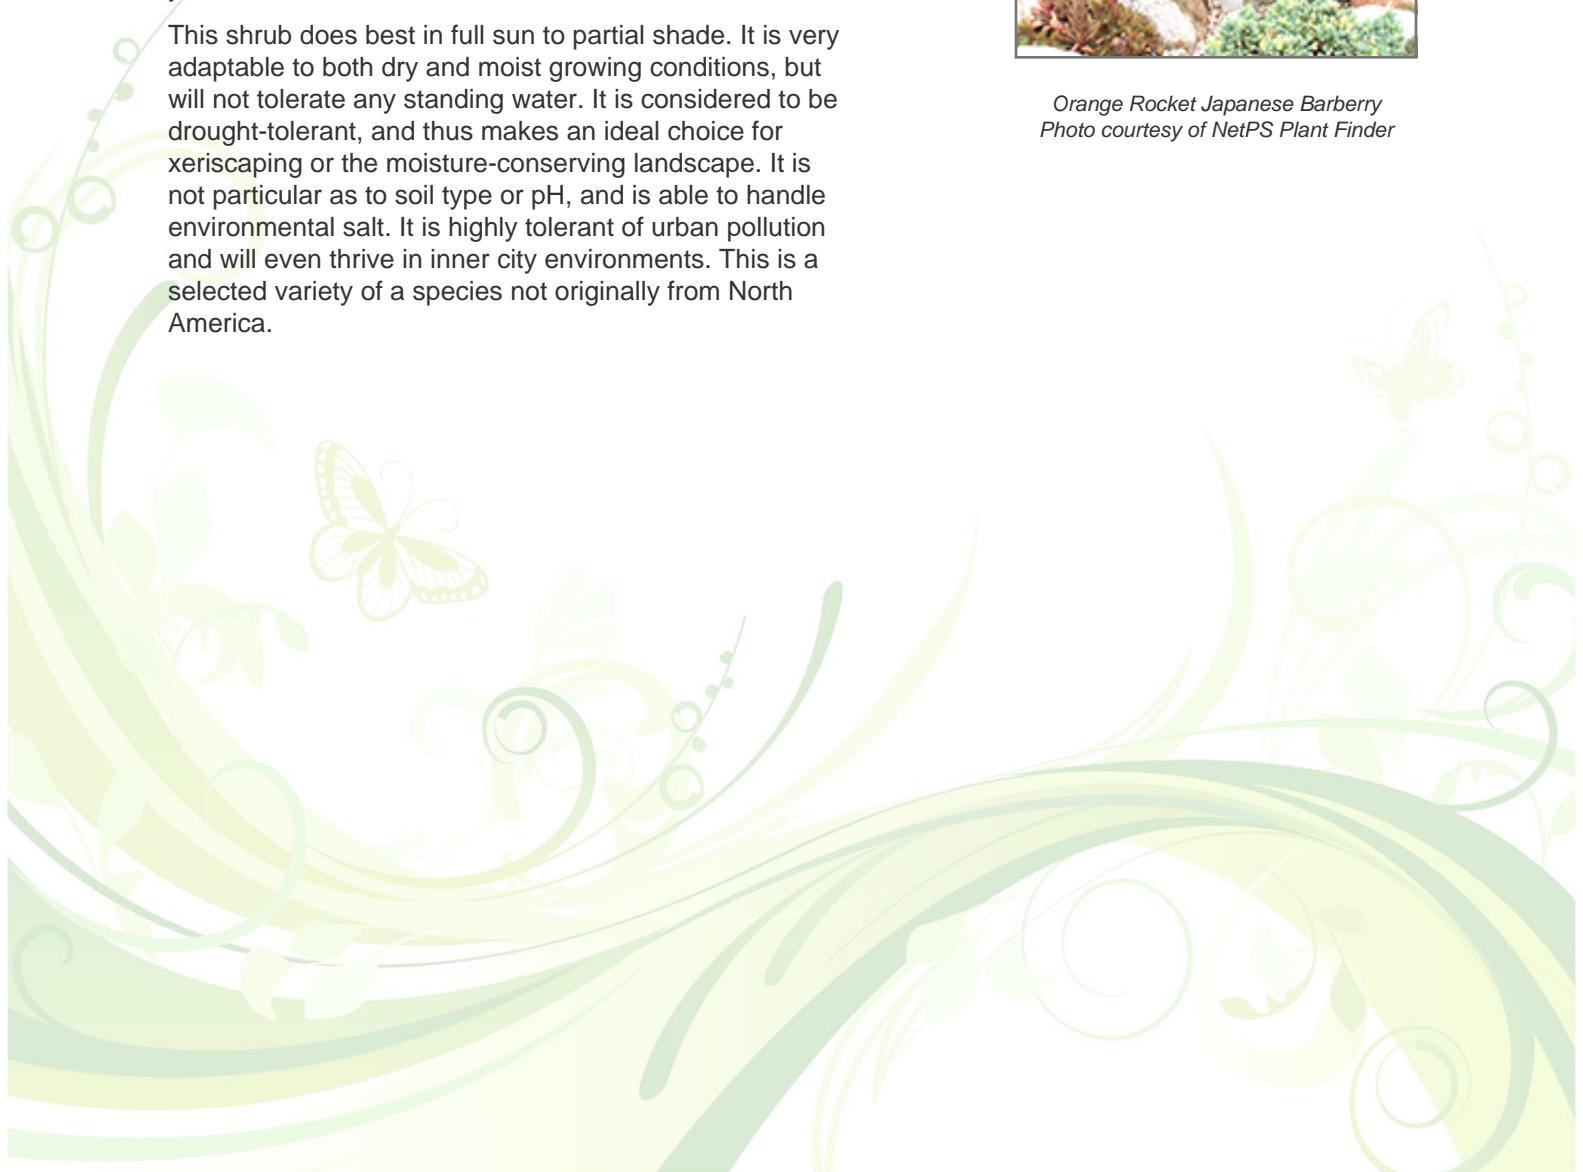 This shrub does best in full sun to partial shade. It is very
adaptable to both dry and moist growing conditions, but
will not tolerate any standing water. It is considered to be
drought-tolerant, and thus makes an ideal choice for
xeriscaping or the moisture-conserving landscape. It is
not particular as to soil type or pH, and is able to handle
environmental salt. It is highly tolerant of urban pollution
and will even thrive in inner city environments. This is a
selected variety of a species not originally from North
America.
Orange Rocket Japanese Barberry
Photo courtesy of NetPS Plant Finder